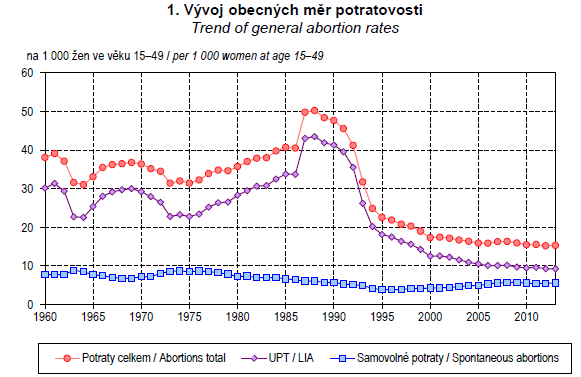 1. Vývoj obecných měr potratovosti
Trend of general abortion rates
na 1 000 žen ve věku 15–49 / per 1 000 women at age 15–49
60
50
40
30
20
10
0
1960 1965 1970 1975 1980 1985 1990 1995 2000 2005 2010
Potraty celkem / Abortions total UPT / LIA Samovolné potraty / Spontaneous abortions